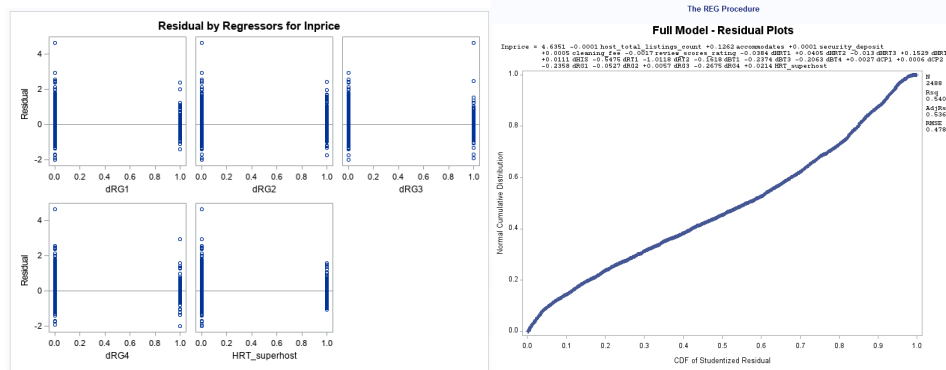 Residual by Regressors for lnprice
Residual
4
2
0
-2
0.0 0.2 0.4 0.6 0.8 1.0
dRG1
0.0 0.2 0.4 0.6 0.8 1.0
dRG2
0.0 0.2 0.4 0.6 0.8 1.0
dRG3
Residual
4
2
0
-2
0.0 0.2 0.4 0.6 0.8 1.0
dRG4
0.0 0.2 0.4 0.6 0.8 1.0
HRT_superhost
The REG Procedure
Full Model - Residual Plots
lnprice = 4.6351 -0.0001 host_total_listings_count +0.1262 accommodates +0.0001 security_deposit
+0.0005 cleaning_fee -0.0017 review_scores_rating -0.0384 dHRT1 +0.0405 dHRT2 -0.013 dHRT3 +0.1529
+0.0111 dHIS -0.5475 dRT1 -1.0118 dRT2 -0.1618 dBT1 -0.2374 dBT3 -0.2063 dBT4 +0.0027 dCP1 +0.0006 dCP2
-0.2358 dRG1 -0.0527 dRG2 +0.0057 dRG3 -0.2675 dRG4 +0.0214 HRT_superhost
N
2488
Rsq
0.540
AdjRs
0.536
RMSE
0.478
Normal Cumulative Distribution
1.0
0.8
0.6
0.4
0.2
0.0
0.0 0.1 0.2 0.3 0.4 0.5 0.6 0.7 0.8 0.9 1.0
CDF of Studentized Residual